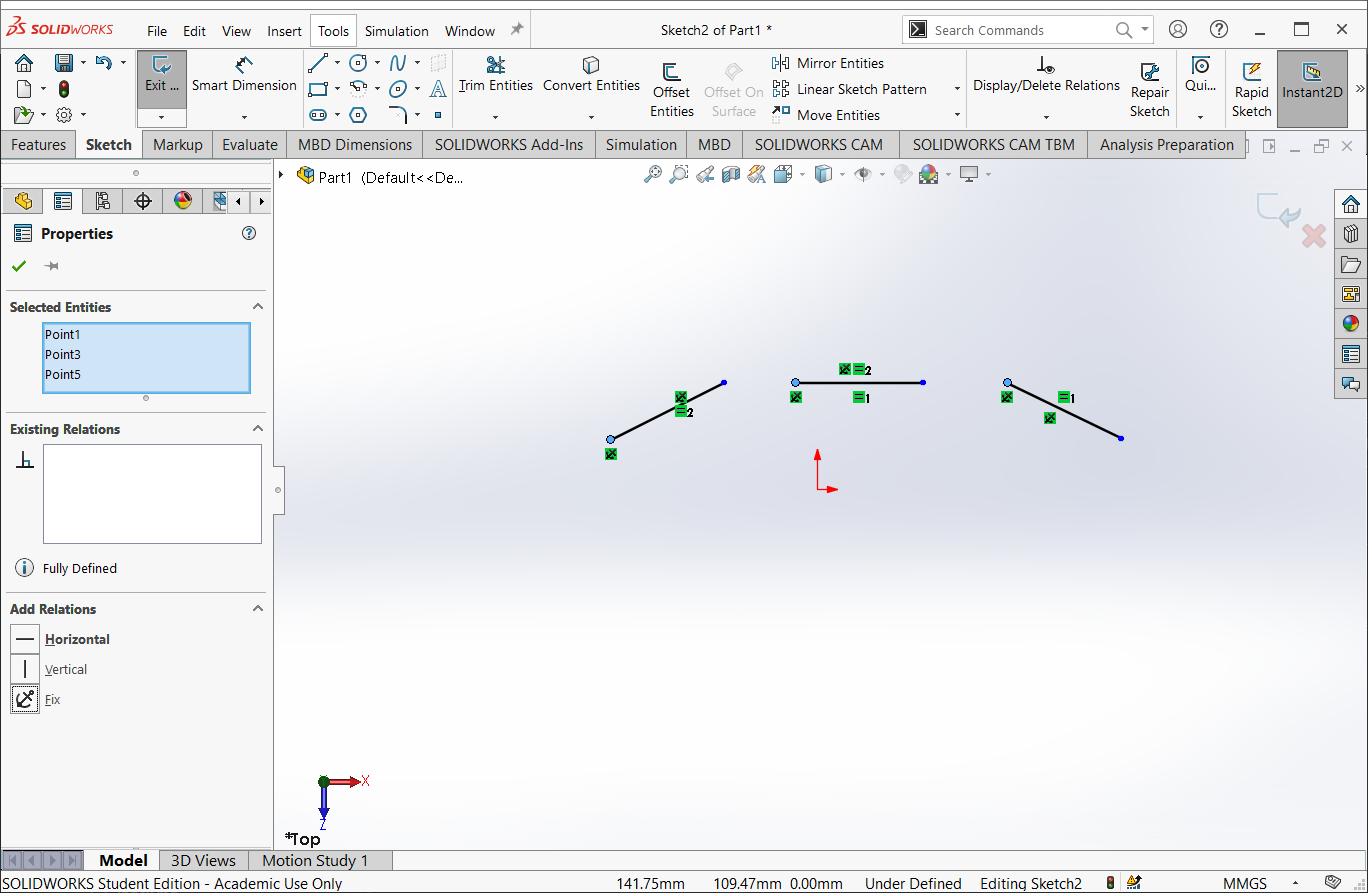 SOLIDWORKS
File Edit View Insert Tools Simulation Window
Sketch2 of Part1 *
Search Commands
Exit ...
Smart Dimension
Trim Entities
Convert Entities
Offset
Entities
Offset On
Surface
Mirror Entities
Linear Sketch Pattern
Move Entities
Display/Delete Relations
Repair
Sketch
Qui...
Rapid
Sketch
Instant2D
Features Sketch Markup Evaluate MBD Dimensions SOLIDWORKS Add-Ins Simulation MBD SOLIDWORKS CAM SOLIDWORKS CAM TBM Analysis Preparation
Part1 (Default<<De...
Properties
Selected Entities
Point1
Point3
Point5
Existing Relations
Fully Defined
Add Relations
Horizontal
Vertical
Fix
2
2
1
1
X
Z
*Top
Model 3D Views Motion Study 1
SOLIDWORKS Student Edition - Academic Use Only 141.75mm 109.47mm 0.00mm Under Defined Editing Sketch2 MMGS